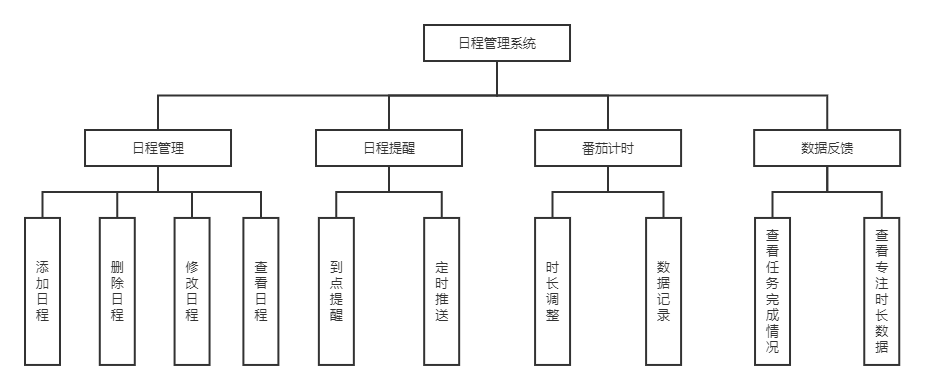 日程管理系统
日程管理
日程提醒
番茄计时
数据反馈
添加日程
删除日程
修改日程
查看日程
到点提醒
定时推送
时长调整
数据记录
查看任务完成情况
查看专注时长数据